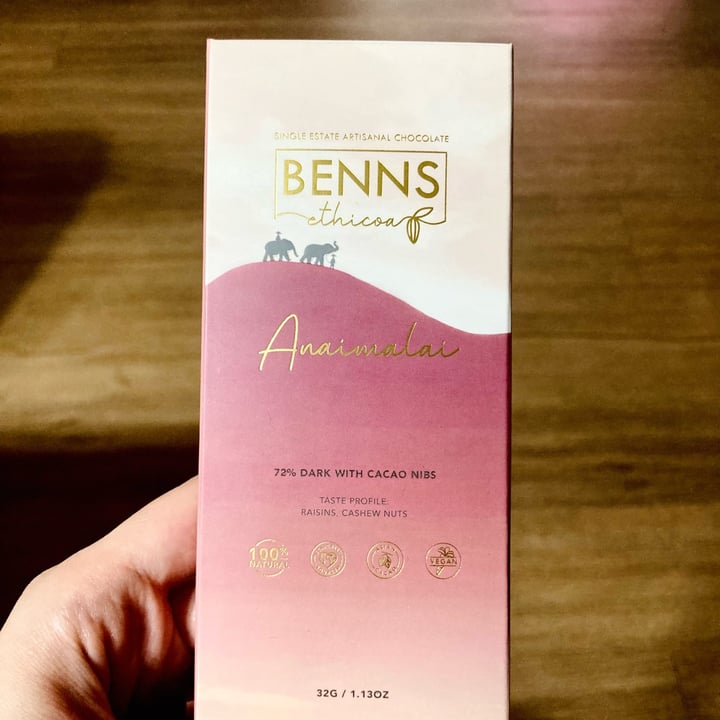 SINGLE ESTATE ARTISANAL CHOCOLATE
BENNS
ethicoa
Anaimalai
72% DARK WITH CACAO NIBS
TASTE PROFILE:
RAISINS, CASHEW NUTS
100%
NATURAL
CACAO
VEGAN
32G / 1.13OZ